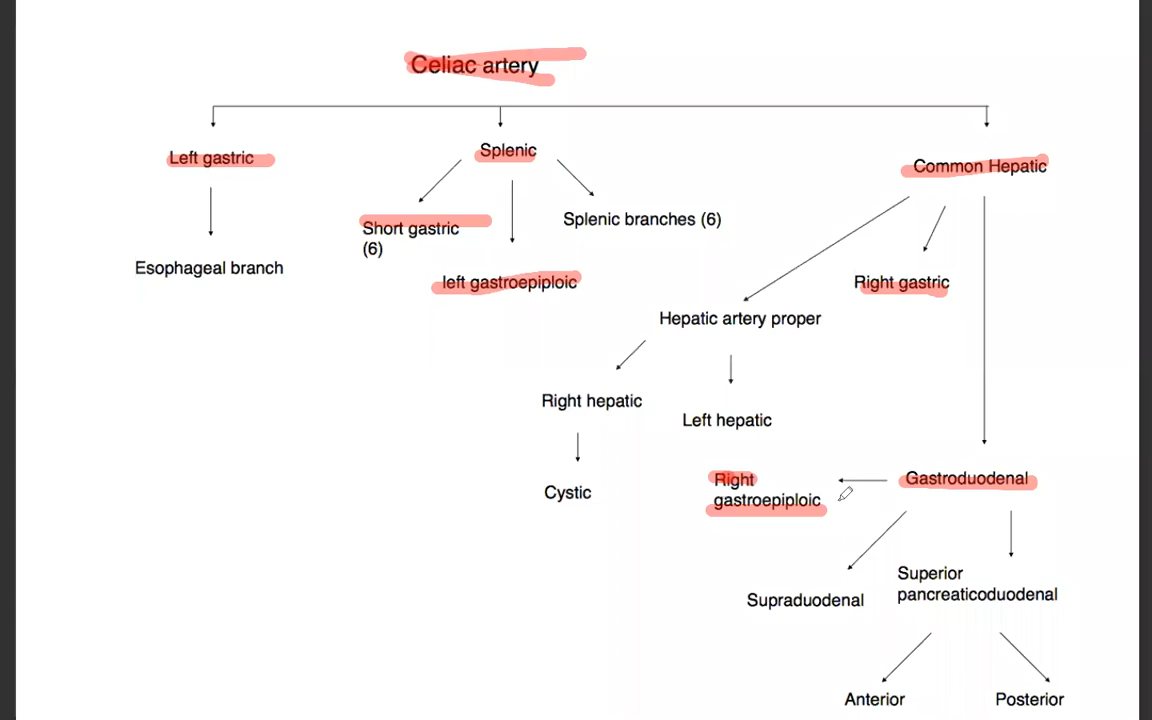 Celiac artery
Left gastric
Splenic
Common Hepatic
Short gastric
(6)
Splenic branches (6)
Esophageal branch
left gastroepiploic
Right gastric
Hepatic artery proper
Right hepatic
Left hepatic
Cystic
Right
gastroepiploic
Gastroduodenal
Supraduodenal
Superior
pancreaticoduodenal
Anterior
Posterior